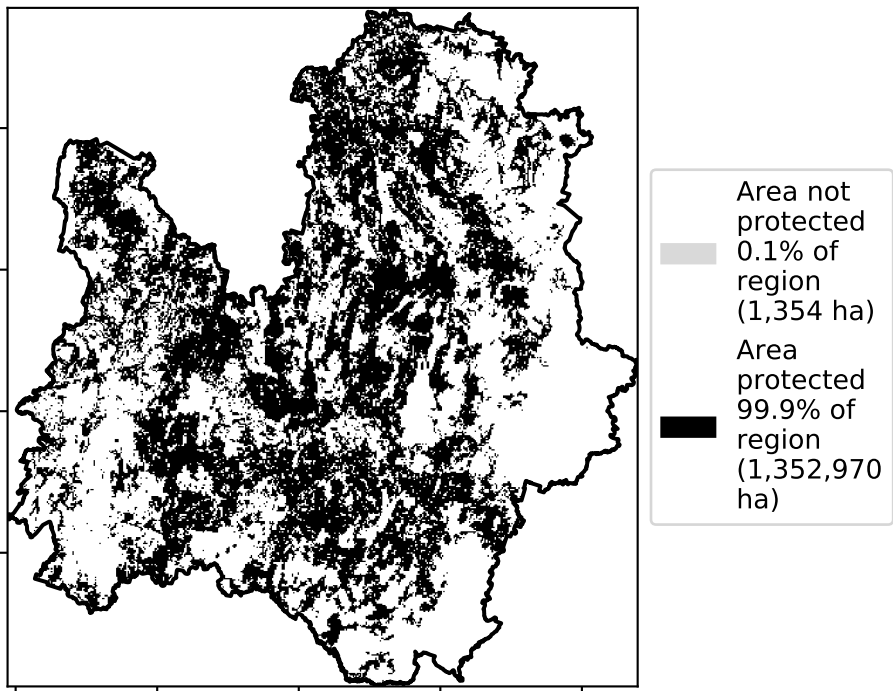 Area not
protected
0.1% of
region
(1,354 ha)
Area
protected
99.9% of
region
(1,352,970
ha)